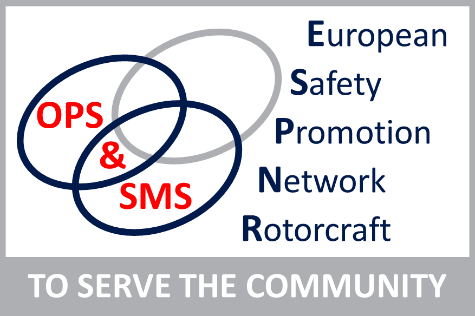 OPS
&
SMS
European
Safety
Promotion
Network
Rotorcraft
TO SERVE THE COMMUNITY